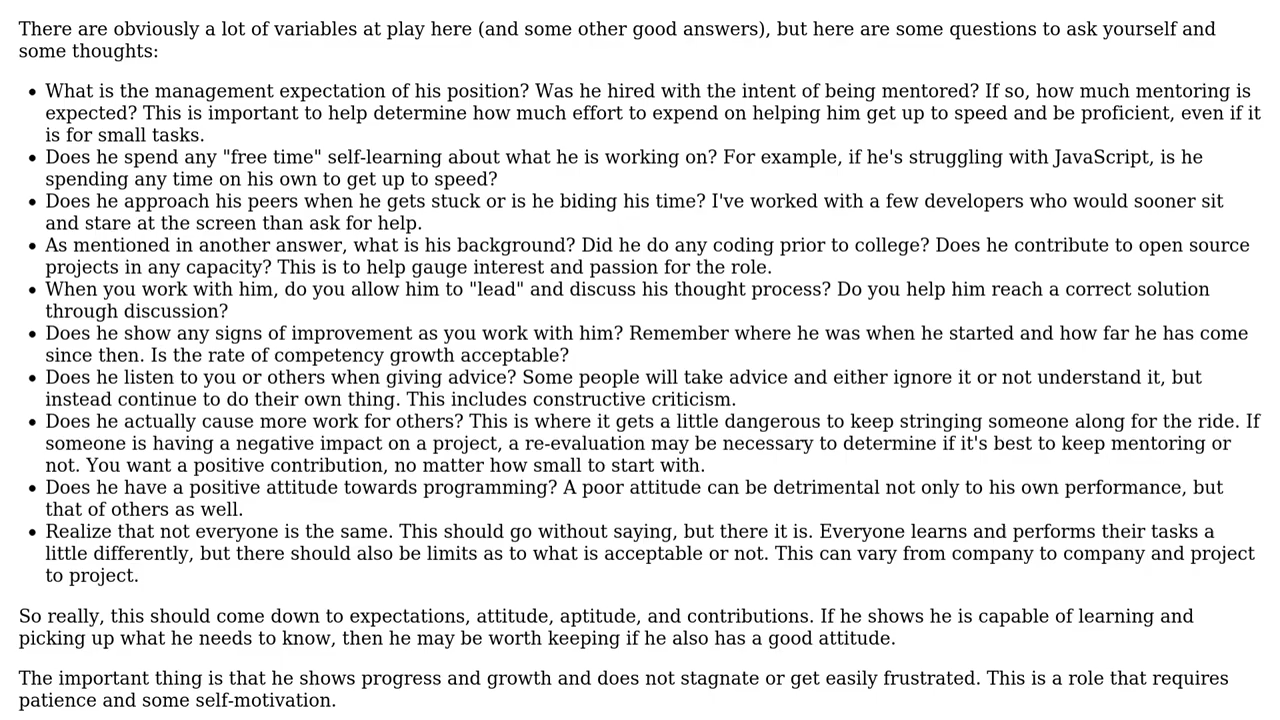 There are obviously a lot of variables at play here (and some other good answers), but here are some questions to ask yourself and
some thoughts:
• What is the management expectation of his position? Was he hired with the intent of being mentored? If so, how much mentoring is
expected? This is important to help determine how much effort to expend on helping him get up to speed and be proficient, even if it
is for small tasks.
• Does he spend any "free time" self-learning about what he is working on? For example, if he's struggling with JavaScript, is he
spending any time on his own to get up to speed?
• Does he approach his peers when he gets stuck or is he biding his time? I've worked with a few developers who would sooner sit
and stare at the screen than ask for help.
• As mentioned in another answer, what is his background? Did he do any coding prior to college? Does he contribute to open source
projects in any capacity? This is to help gauge interest and passion for the role.
• When you work with him, do you allow him to "lead" and discuss his thought process? Do you help him reach a correct solution
through discussion?
• Does he show any signs of improvement as you work with him? Remember where he was when he started and how far he has come
since then. Is the rate of competency growth acceptable?
• Does he listen to you or others when giving advice? Some people will take advice and either ignore it or not understand it, but
instead continue to do their own thing. This includes constructive criticism.
• Does he actually cause more work for others? This is where it gets a little dangerous to keep stringing someone along for the ride. If
someone is having a negative impact on a project, a re-evaluation may be necessary to determine if it's best to keep mentoring or
not. You want a positive contribution, no matter how small to start with.
• Does he have a positive attitude towards programming? A poor attitude can be detrimental not only to his own performance, but
that of others as well.
• Realize that not everyone is the same. This should go without saying, but there it is. Everyone learns and performs their tasks a
little differently, but there should also be limits as to what is acceptable or not. This can vary from company to company and project
to project.
So really, this should come down to expectations, attitude, aptitude, and contributions. If he shows he is capable of learning and
picking up what he needs to know, then he may be worth keeping if he also has a good attitude.
The important thing is that he shows progress and growth and does not stagnate or get easily frustrated. This is a role that requires
patience and some self-motivation.